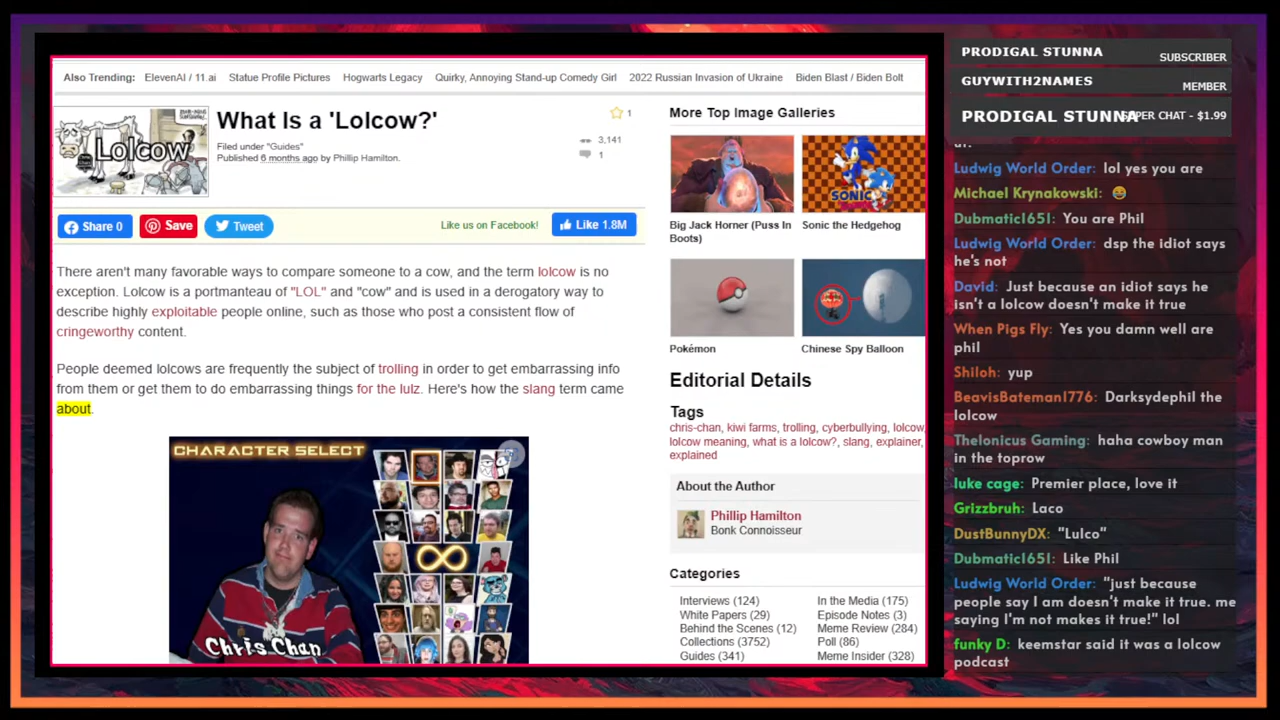 Also Trending: ElevenAI / 11.ai Statue Profile Pictures Hogwarts Legacy Quirky, Annoying Stand-up Comedy Girl 2022 Russian Invasion of Ukraine Biden Blast / Biden Bolt
Lolcow
What Is a 'Lolcow?'
1
Filed under "Guides"
Published 6 months ago by Phillip Hamilton.
3,141
1
Share 0
Save
Tweet
Like us on Facebook!
Like 1.8M
There aren't many favorable ways to compare someone to a cow, and the term lolcow is no
exception. Lolcow is a portmanteau of "LOL" and "cow" and is used in a derogatory way to
describe highly exploitable people online, such as those who post a consistent flow of
cringeworthy content.
People deemed lolcows are frequently the subject of trolling in order to get embarrassing info
from them or get them to do embarrassing things for the lulz. Here's how the slang term came
about.
CHARACTER SELECT
Chris Chan
More Top Image Galleries
SONIC
Big Jack Horner (Puss In
Boots)
Sonic the Hedgehog
Pokémon
Chinese Spy Balloon
Editorial Details
Tags
chris-chan, kiwi farms, trolling, cyberbullying, lolcow,
lolcow meaning, what is a lolcow?, slang, explainer,
explained
About the Author
Phillip Hamilton
Bonk Connoisseur
Categories
Interviews (124)
White Papers (29)
Behind the Scenes (12)
Collections (3752)
Guides (341)
In the Media (175)
Episode Notes (3)
Meme Review (284)
Poll (86)
Meme Insider (328)
PRODIGAL STUNNA
SUBSCRIBER
GUYWITH2NAMES
MEMBER
PRODIGAL STUNNA
SUPER CHAT - $1.99
Ludwig World Order: lol yes you are
Michael Krynakowski: 😄
Dubmatic1651: You are Phil
Ludwig World Order: dsp the idiot says
he's not
David: Just because an idiot says he
isn't a lolcow doesn't make it true
When Pigs Fly: Yes you damn well are
phil
Shiloh: yup
BeavisBateman1776: Darksydephil the
lolcow
Thelonicus Gaming: haha cowboy man
in the toprow
luke cage: Premier place, love it
Grizzbruh: Laco
DustBunnyDX: "Lulco"
Dubmatic1651: Like Phil
Ludwig World Order: "just because
people say I am doesn't make it true. me
saying I'm not makes it true!" lol
funky D: keemstar said it was a lolcow
podcast